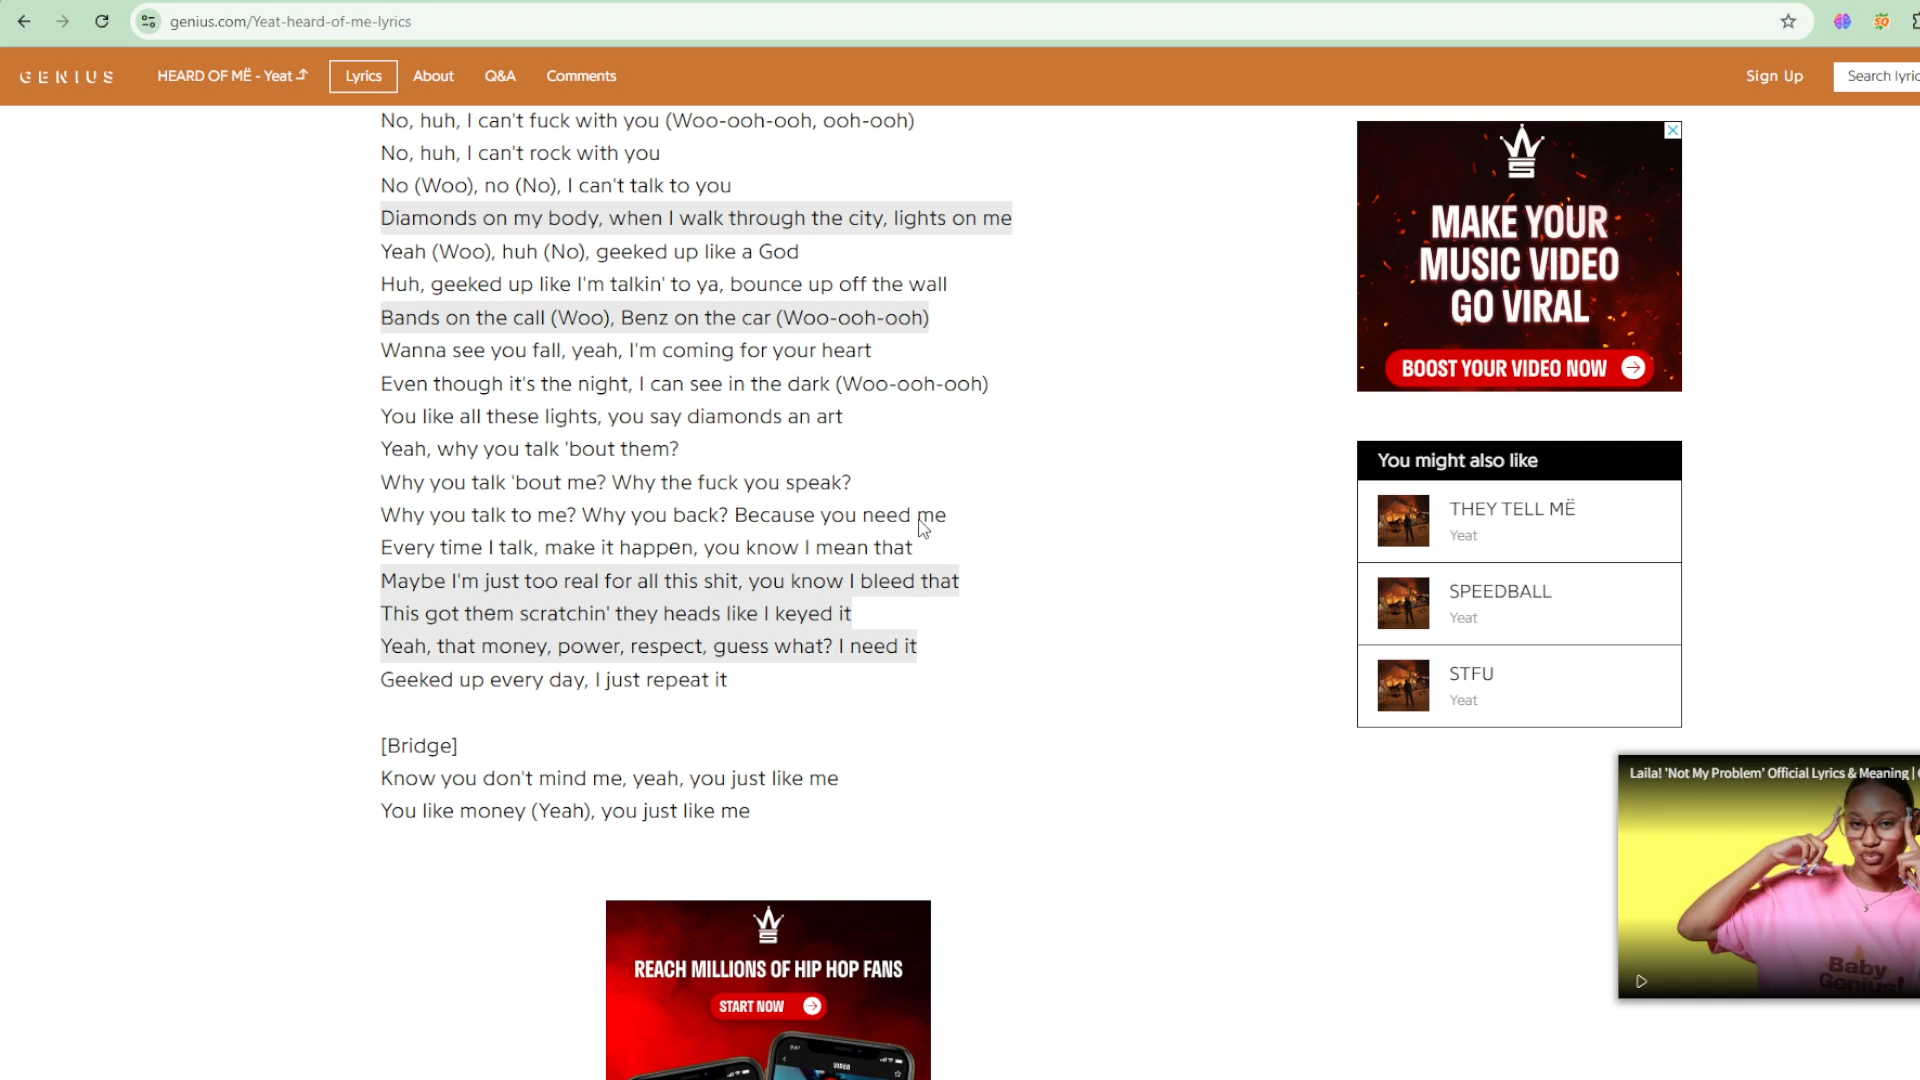 genius.com/Yeat-heard-of-me-lyrics
GENIUS
HEARD OF MË - Yeat
Lyrics
About
Q&A
Comments
Sign Up
Search lyric
No, huh, I can't fuck with you (Woo-ooh-ooh, ooh-ooh)
No, huh, I can't rock with you
No (Woo), no (No), I can't talk to you
Diamonds on my body, when I walk through the city, lights on me
Yeah (Woo), huh (No), geeked up like a God
Huh, geeked up like I'm talkin' to ya, bounce up off the wall
Bands on the call (Woo), Benz on the car (Woo-ooh-ooh)
Wanna see you fall, yeah, I'm coming for your heart
Even though it's the night, I can see in the dark (Woo-ooh-ooh)
You like all these lights, you say diamonds an art
Yeah, why you talk 'bout them?
Why you talk 'bout me? Why the fuck you speak?
Why you talk to me? Why you back? Because you need me
Every time I talk, make it happen, you know I mean that
Maybe I'm just too real for all this shit, you know I bleed that
This got them scratchin' they heads like I keyed it
Yeah, that money, power, respect, guess what? I need it
Geeked up every day, I just repeat it
[Bridge]
Know you don't mind me, yeah, you just like me
You like money (Yeah), you just like me
REACH MILLIONS OF HIP HOP FANS
START NOW
VIDEO
MAKE YOUR
MUSIC VIDEO
GO VIRAL
BOOST YOUR VIDEO NOW
You might also like
THEY TELL MË
Yeat
SPEEDBALL
Yeat
STFU
Yeat
Laila! 'Not My Problem' Official Lyrics & Meaning |
Baby
Genius!